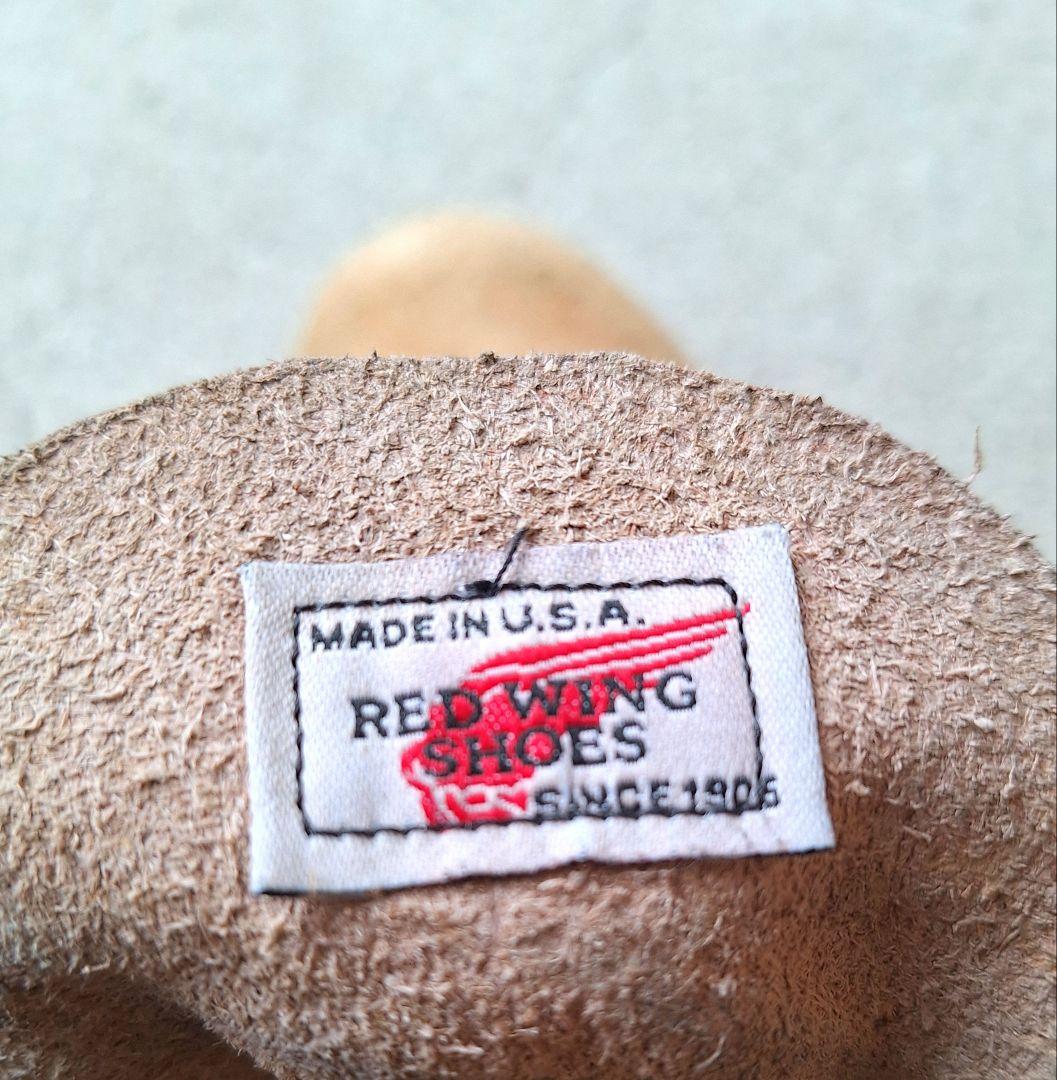 MADE IN U.S.A.
RED WING
SHOES
SINCE 1905